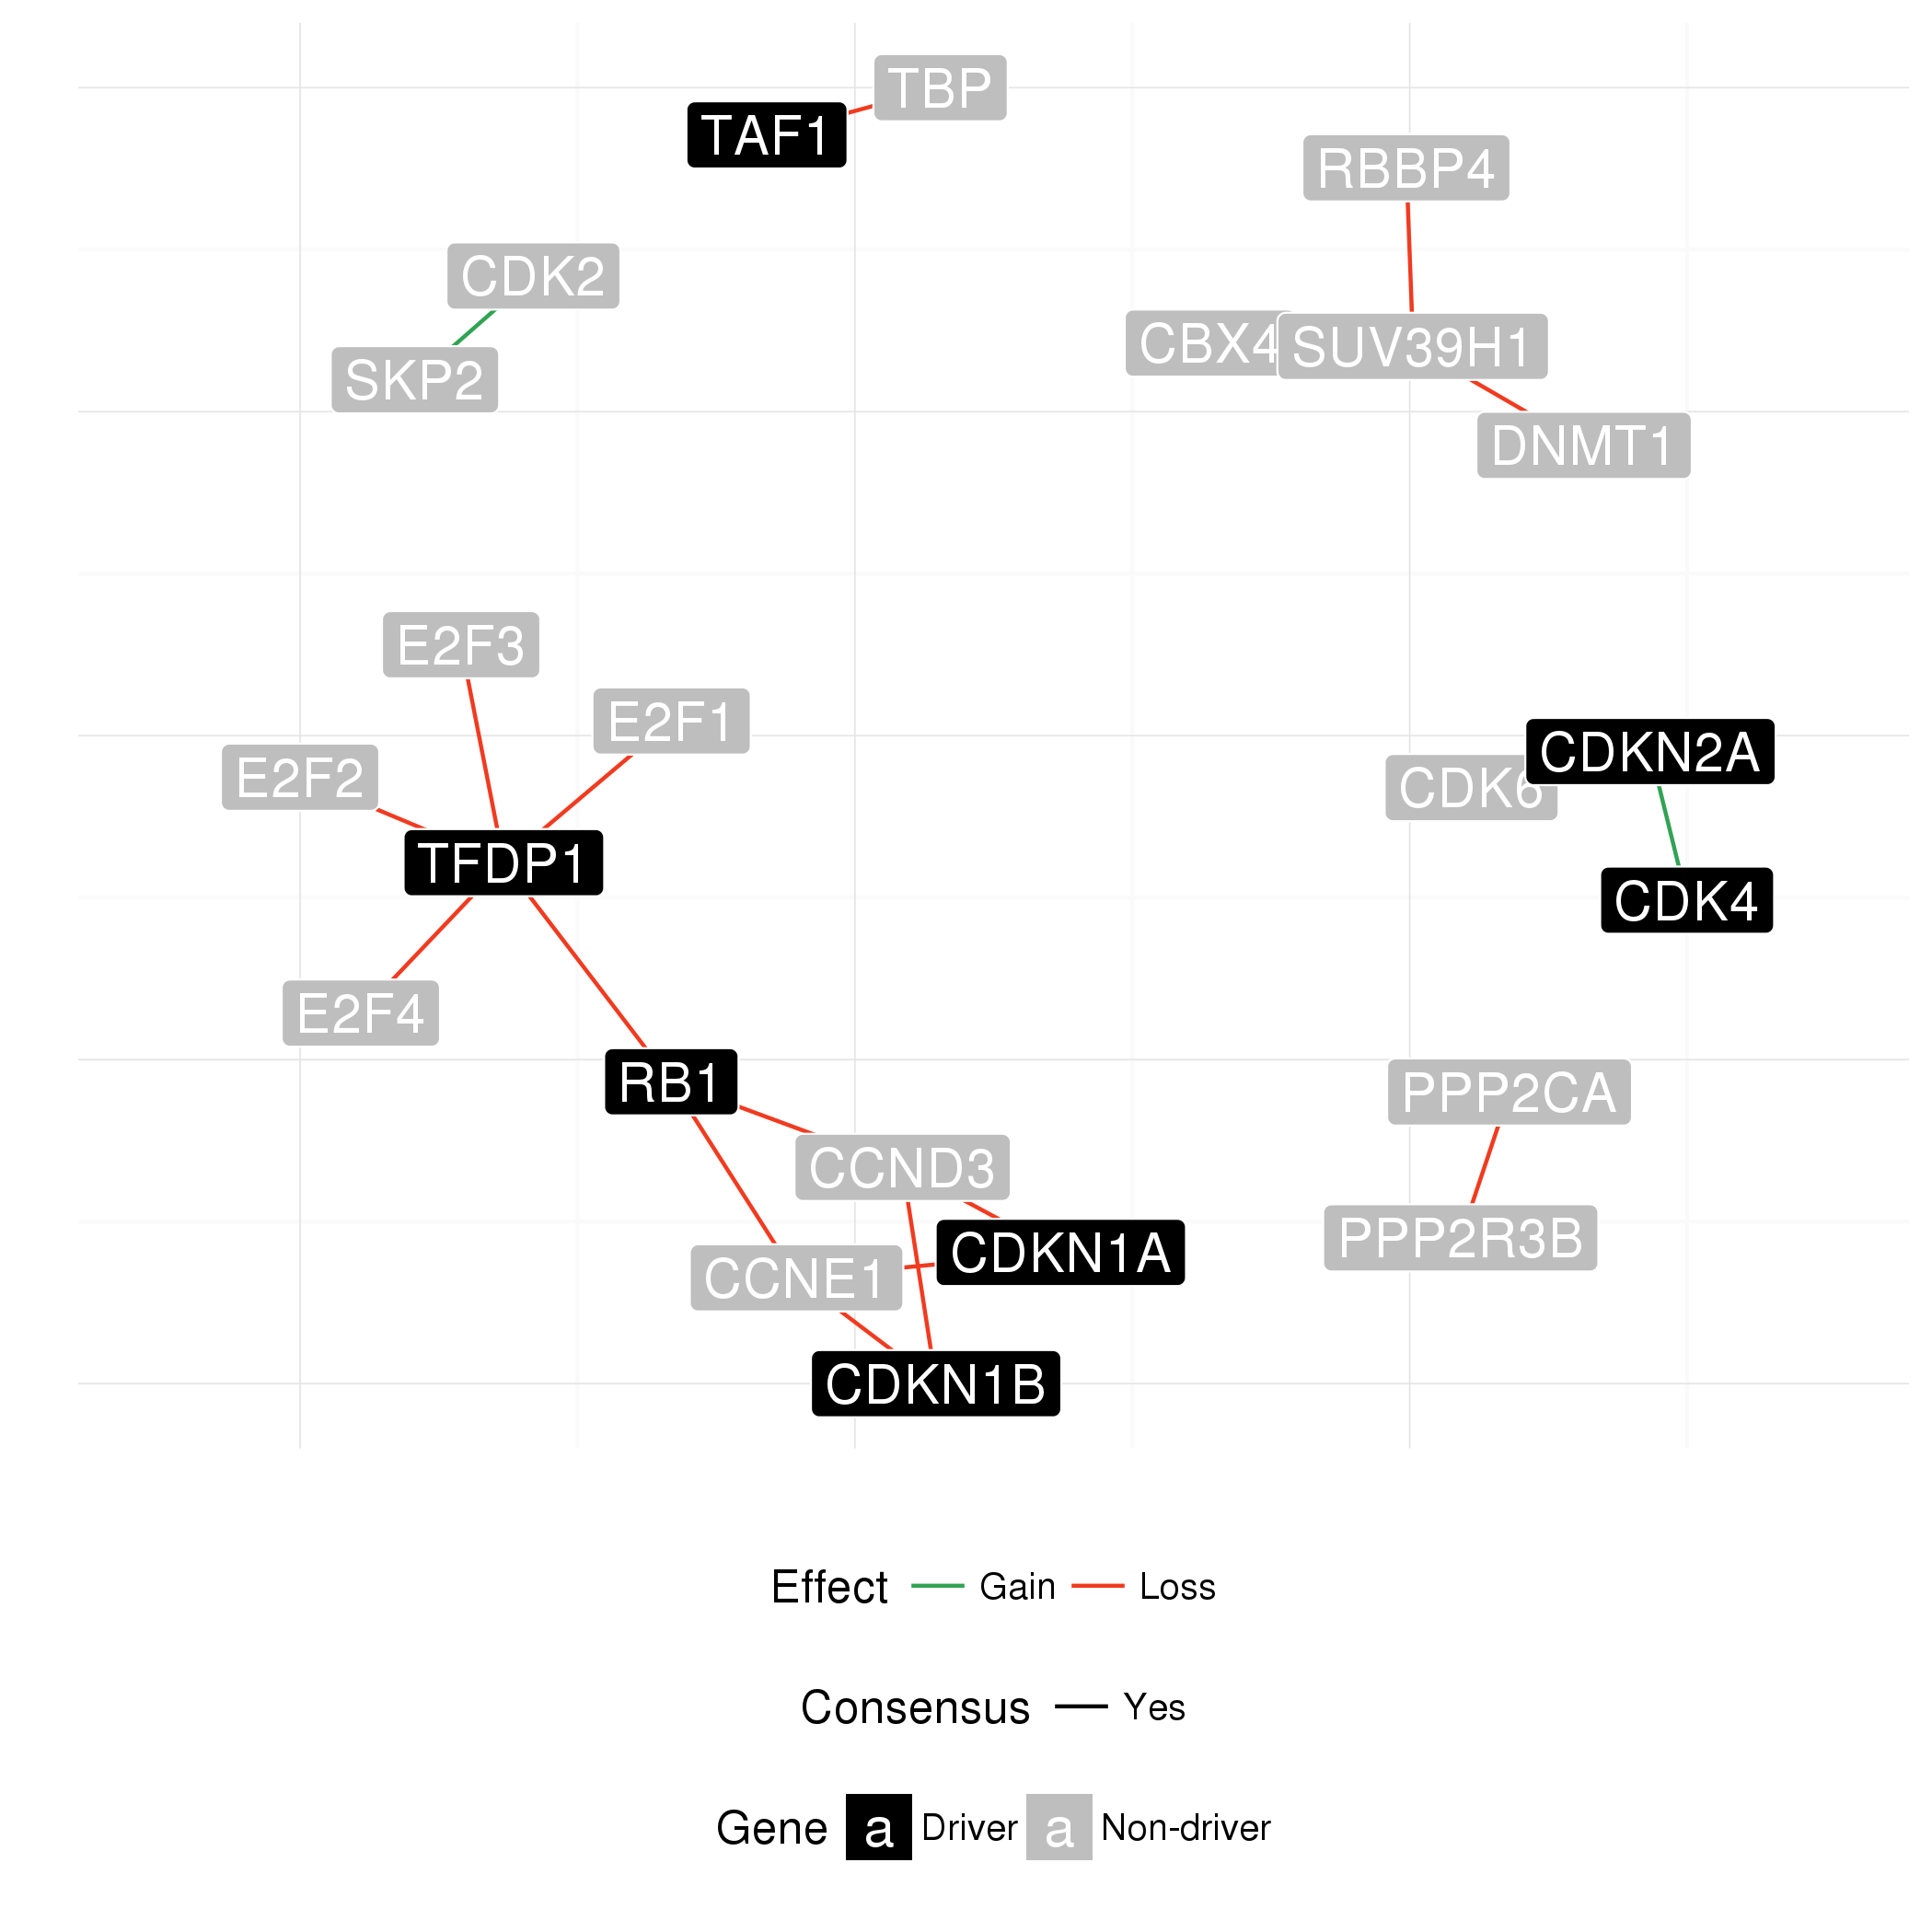 TBP
TAF1
RBBP4
CDK2
CBX4
SUV39H1
SKP2
DNMT1
E2F3
E2F1
E2F2
CDKN2A
CDK6
TFDP1
CDK4
E2F4
RB1
PPP2CA
CCND3
PPP2R3B
CDKN1A
CCNE1
CDKN1B
Effect Gain Loss
Consensus Yes
Gene a Driver a Non-driver